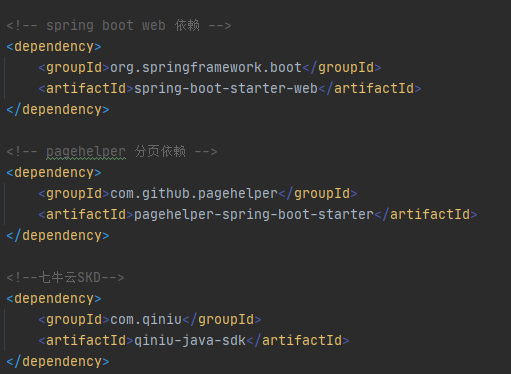 <!-- spring boot web 依赖 -->
<dependency>
<groupId>org.springframework.boot</groupId>
<artifactId>spring-boot-starter-web</artifactId>
</dependency>
<!-- pagehelper 分页依赖 -->
<dependency>
<groupId>com.github.pagehelper</groupId>
<artifactId>pagehelper-spring-boot-starter</artifactId>
</dependency>
<!--七牛云SKD-->
<dependency>
<groupId>com.qiniu</groupId>
<artifactId>qiniu-java-sdk</artifactId>
</dependency>